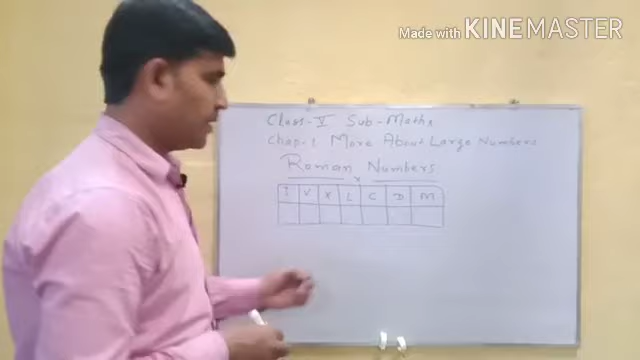 Made with KINEMASTER
Class-V Sub-Maths
Chap-1 More About Large Numbers
Roman Numbers
I V X L C D M